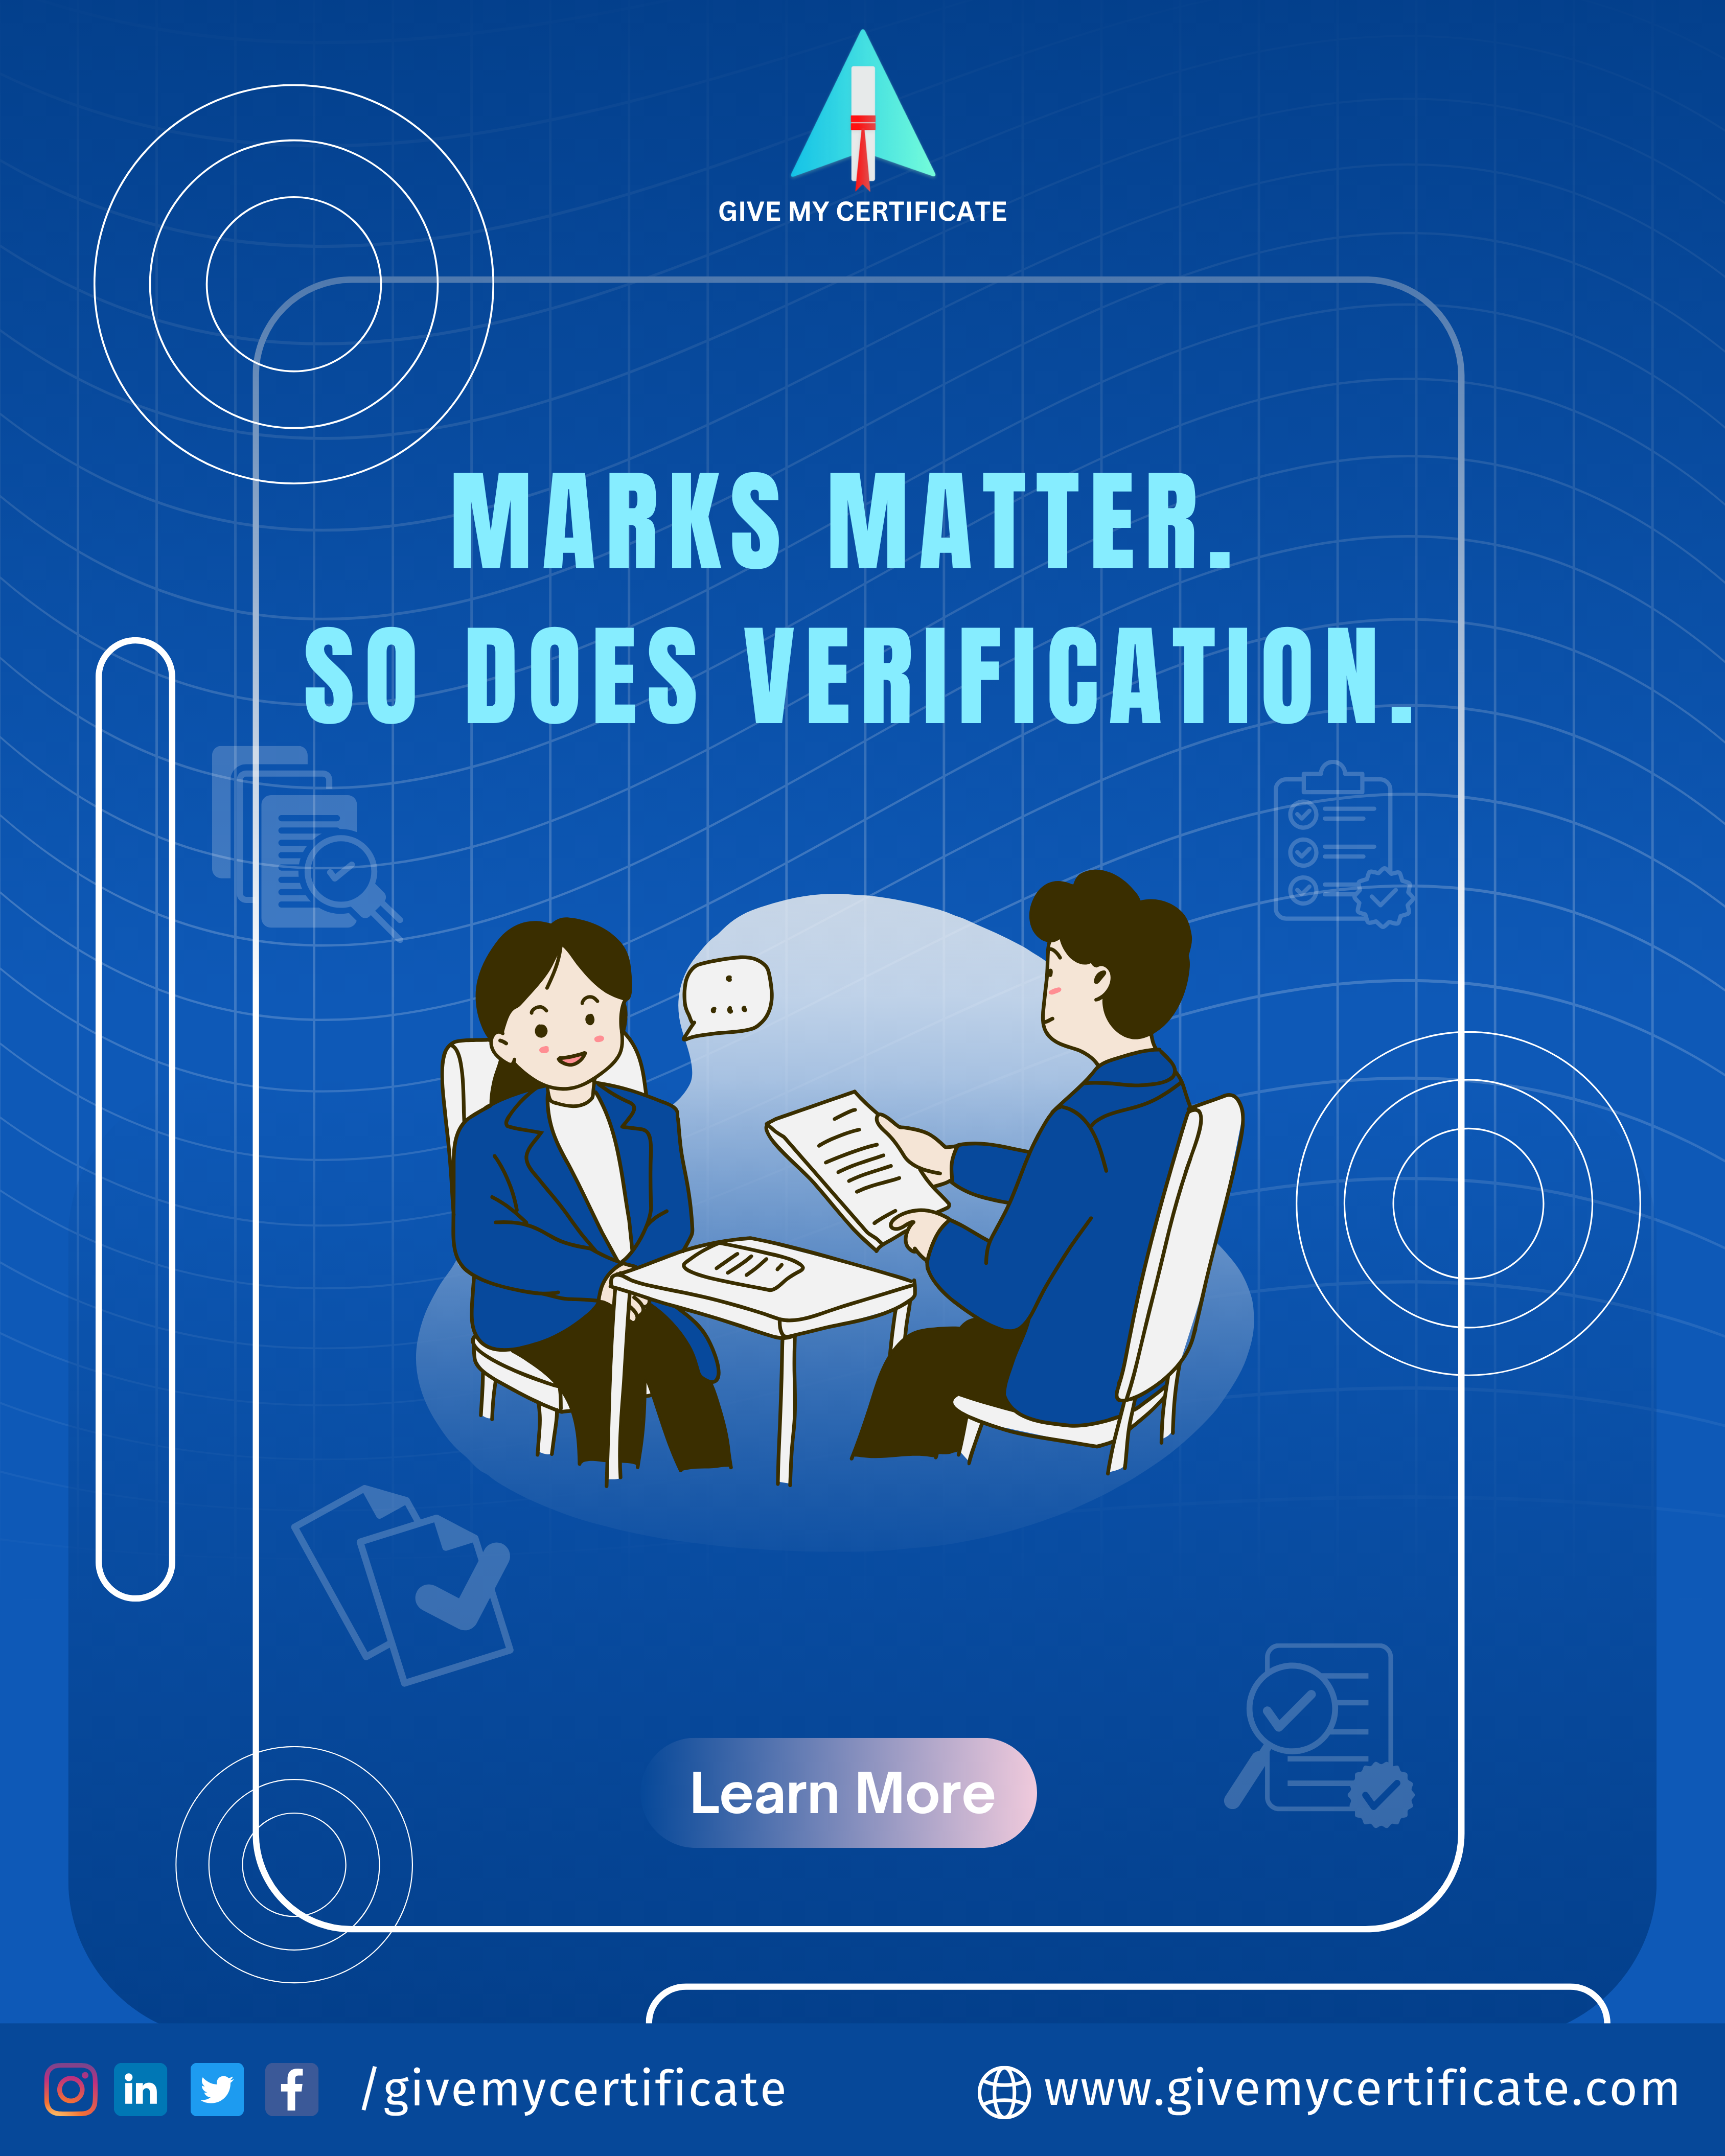 GIVE MY CERTIFICATE
MARKS MATTER.
SO DOES VERIFICATION.
Learn More
/givemycertificate
www.givemycertificate.com